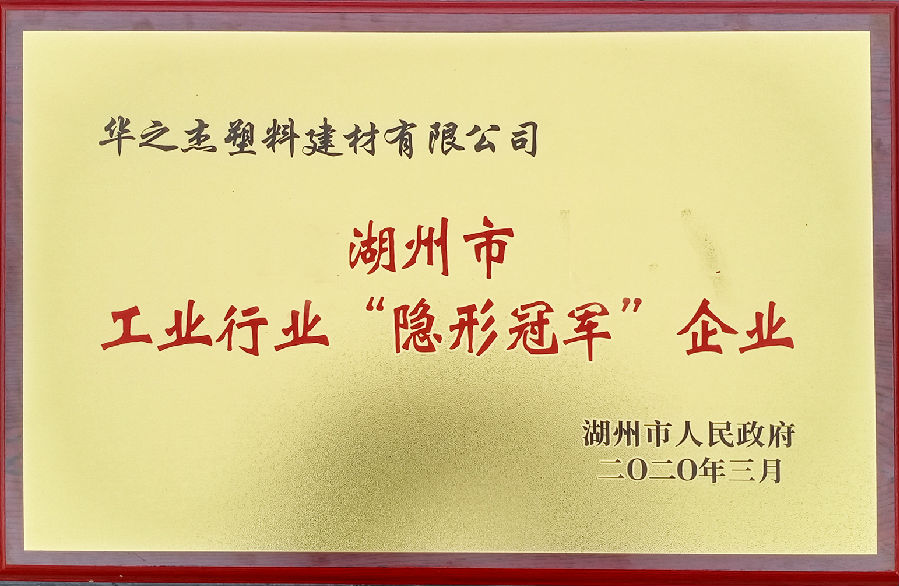 华之杰塑料建材有限公司
湖州市
工业行业“隐形冠军”企业
湖州市人民政府
二〇二〇年三月